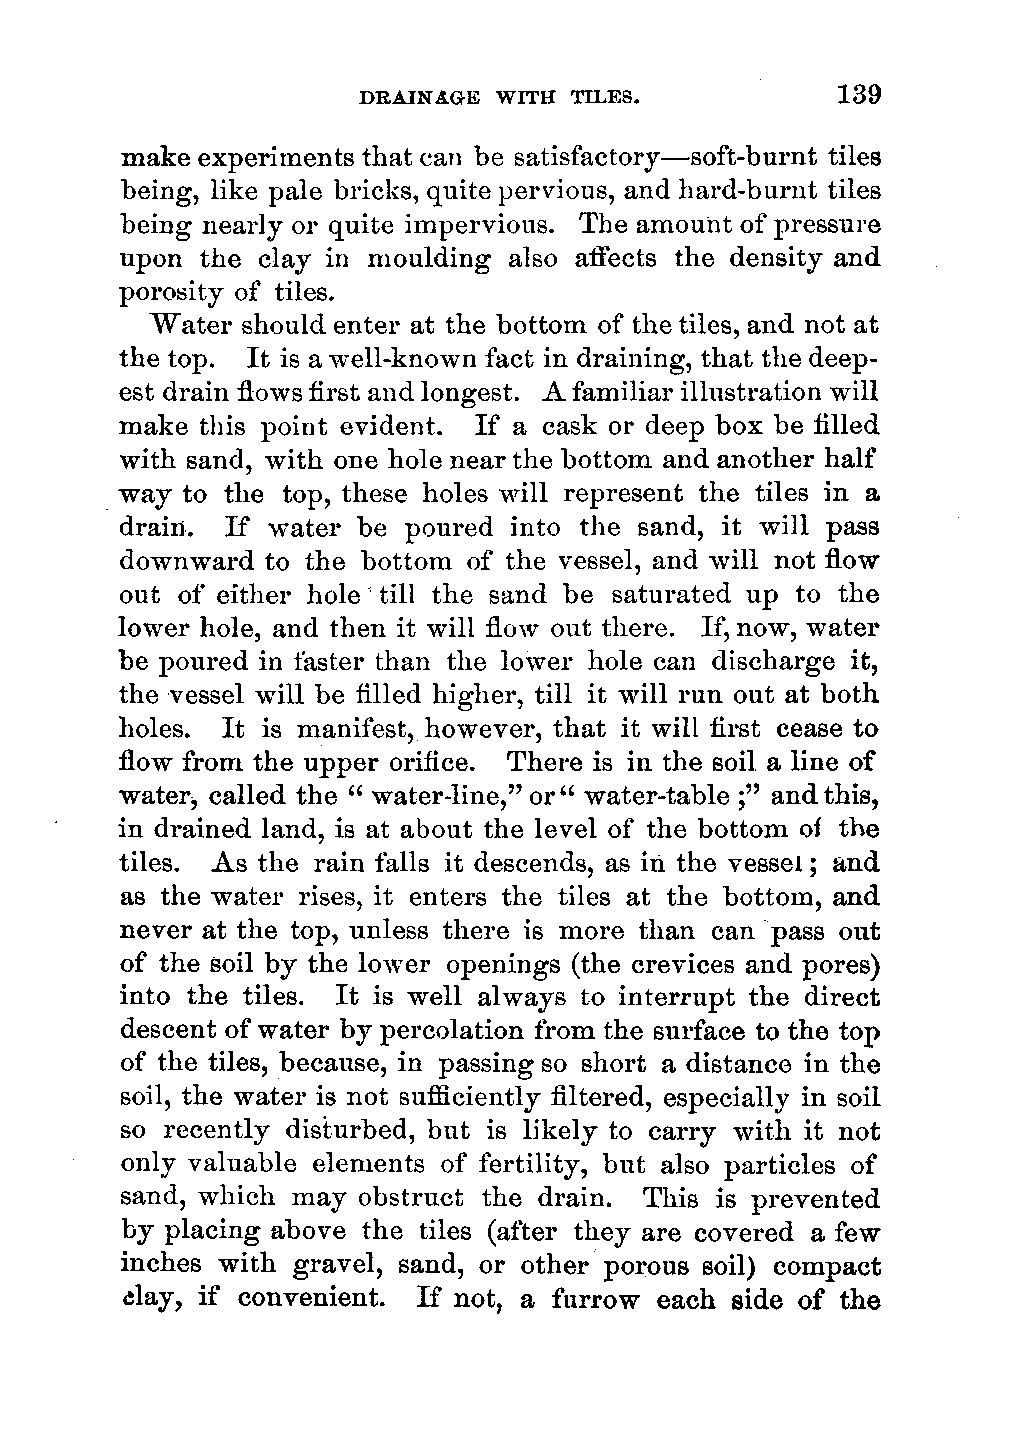 DRAINAGE WITH TILES. 139
make experiments that can be satisfactory—soft-burnt tiles
being, like pale bricks, quite pervious, and hard-burnt tiles
being nearly or quite impervious. The amount of pressure
upon the clay in moulding also affects the density and
porosity of tiles.
Water should enter at the bottom of the tiles, and not at
the top. It is a well-known fact in draining, that the deep-
est drain flows first and longest. A familiar illustration will
make this point evident. If a cask or deep box be filled
with sand, with one hole near the bottom and another half
way to the top, these holes will represent the tiles in a
drain. If water be poured into the sand, it will pass
downward to the bottom of the vessel, and will not flow
out of either hole till the sand be saturated up to the
lower hole, and then it will flow out there. If, now, water
be poured in faster than the lower hole can discharge it,
the vessel will be filled higher, till it will run out at both
holes. It is manifest, however, that it will first cease to
flow from the upper orifice. There is in the soil a line of
water, called the “ water-line,” or “ water-table ;” and this,
in drained land, is at about the level of the bottom of the
tiles. As the rain falls it descends, as in the vessel ; and
as the water rises, it enters the tiles at the bottom, and
never at the top, unless there is more than can pass out
of the soil by the lower openings (the crevices and pores)
into the tiles. It is well always to interrupt the direct
descent of water by percolation from the surface to the top
of the tiles, because, in passing so short a distance in the
soil, the water is not sufficiently filtered, especially in soil
so recently disturbed, but is likely to carry with it not
only valuable elements of fertility, but also particles of
sand, which may obstruct the drain. This is prevented
by placing above the tiles (after they are covered a few
inches with gravel, sand, or other porous soil) compact
clay, if convenient. If not, a furrow each side of the